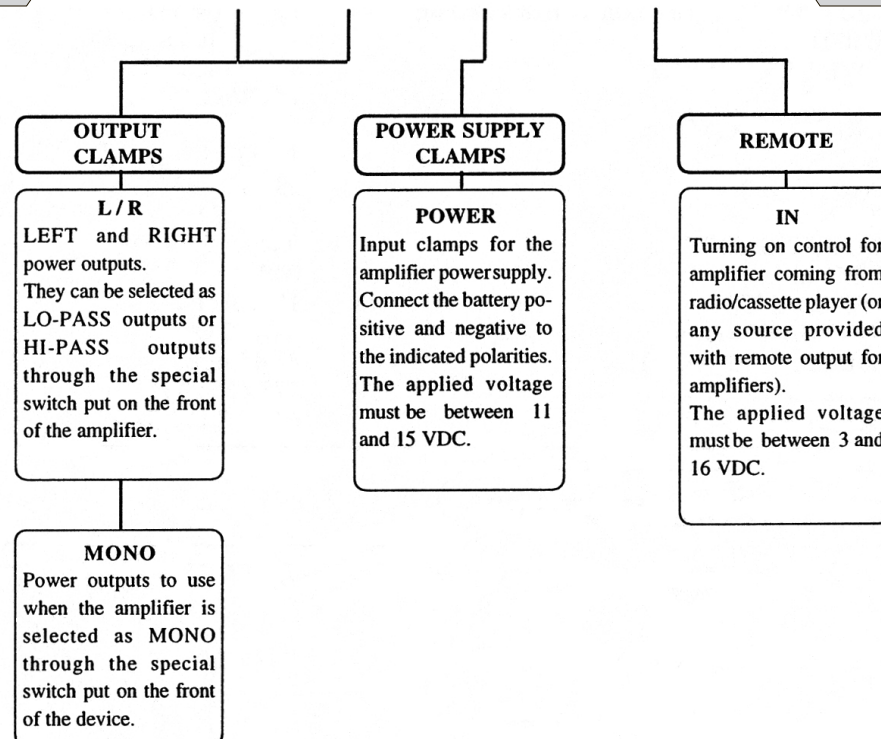 OUTPUT
CLAMPS
L / R
LEFT and RIGHT
power outputs.
They can be selected as
LO-PASS outputs or
HI-PASS outputs
through the special
switch put on the front
of the amplifier.
MONO
Power outputs to use
when the amplifier is
selected as MONO
through the special
switch put on the front
of the device.
POWER SUPPLY
CLAMPS
POWER
Input clamps for the
amplifier power supply.
Connect the battery po-
sitive and negative to
the indicated polarities.
The applied voltage
must be between 11
and 15 VDC.
REMOTE
IN
Turning on control for
amplifier coming from
radio/cassette player (or
any source provided
with remote output for
amplifiers).
The applied voltage
must be between 3 and
16 VDC.